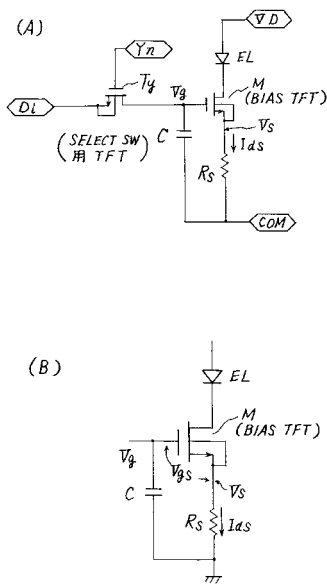 (A)
VD
Yn
EL
Ty
Vg
M
(BIAS TFT)
Di
(SELECT SW
用 TFT)
C
Vs
Ids
Rs
COM
(B)
EL
M
(BIAS TFT)
Vg
Vgs
C
Vs
Rs
Ids